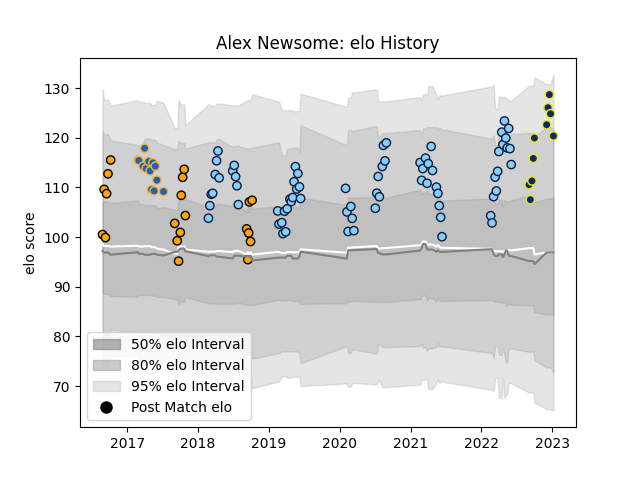 Alex Newsome: elo History
elo score
130
120
110
100
90
80
70
50% elo Interval
80% elo Interval
95% elo Interval
Post Match elo
2017 2018 2019 2020 2021 2022 2023